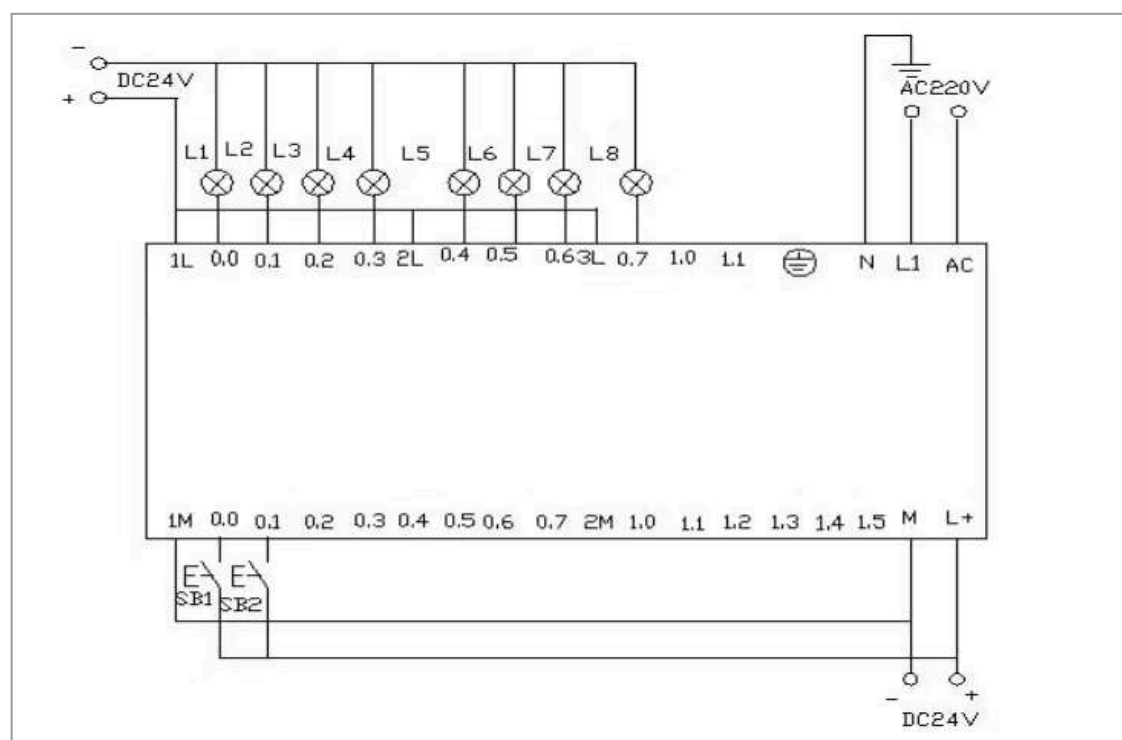 -
DC24V
+
AC220V
L1 L2 L3 L4 L5 L6 L7 L8
1L 0.0 0.1 0.2 0.3 2L 0.4 0.5 0.6 3L 0.7 1.0 1.1 N L1 AC
1M 0.0 0.1 0.2 0.3 0.4 0.5 0.6 0.7 2M 1.0 1.1 1.2 1.3 1.4 1.5 M L+
SB1 SB2
- +
DC24V